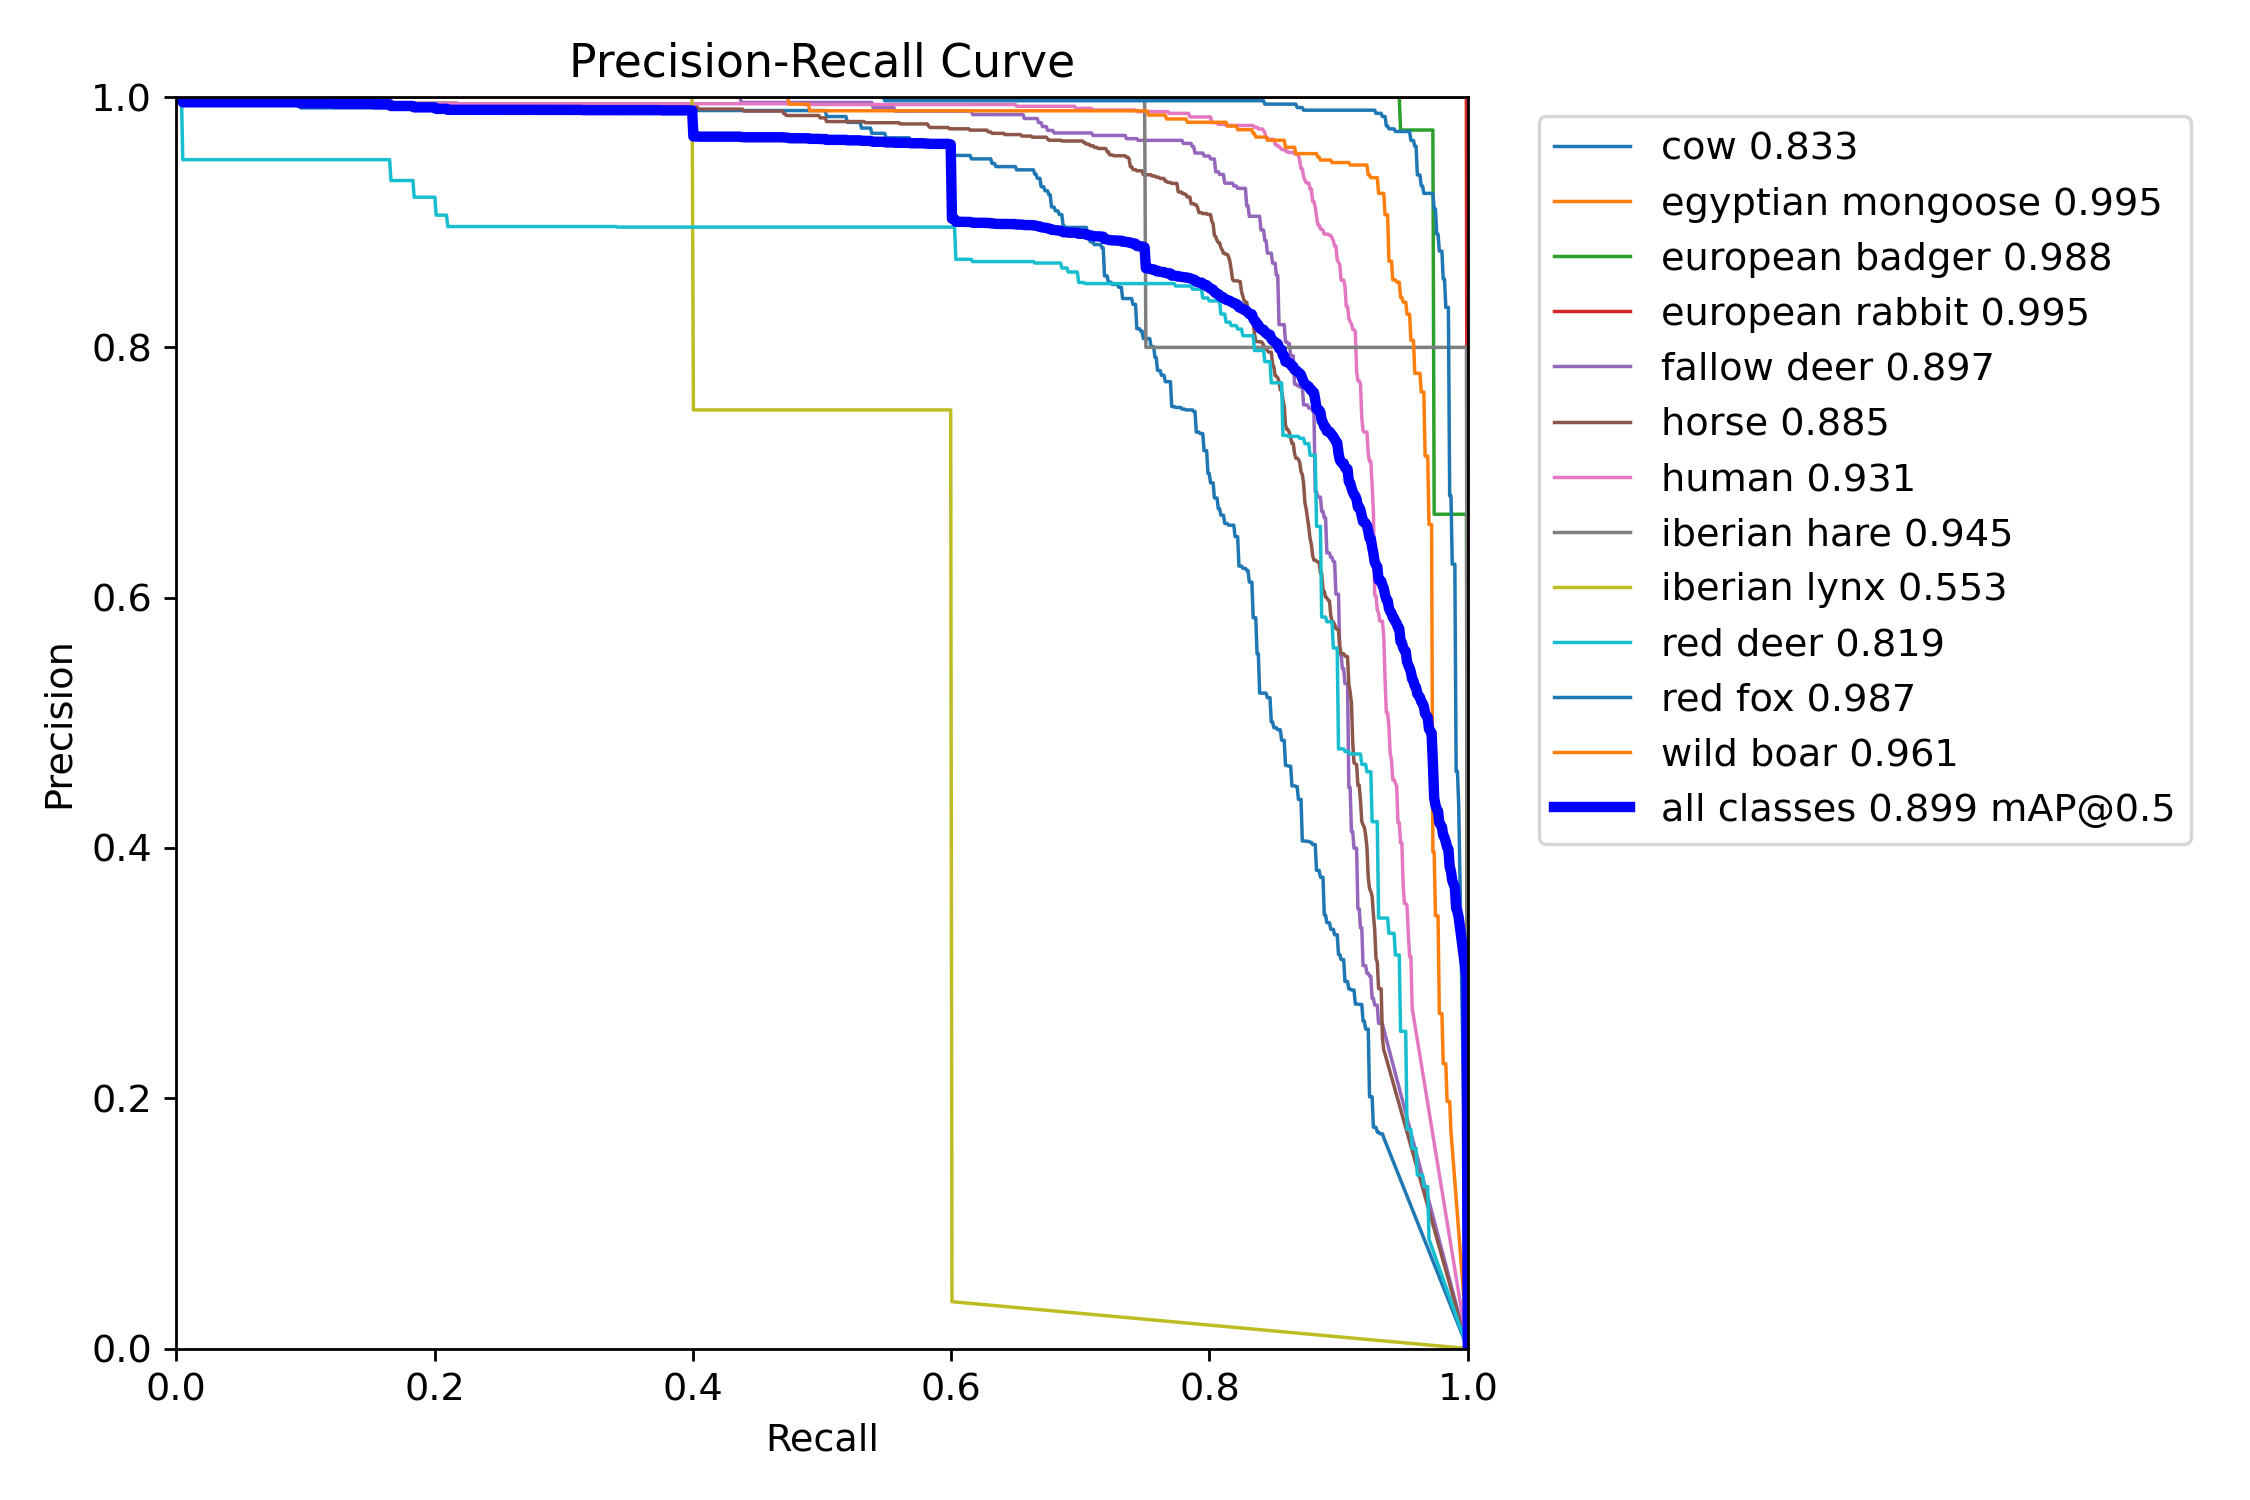 Precision-Recall Curve
1.0
0.8
0.6
0.4
0.2
0.0
Precision
0.0 0.2 0.4 0.6 0.8 1.0
Recall
cow 0.833
egyptian mongoose 0.995
european badger 0.988
european rabbit 0.995
fallow deer 0.897
horse 0.885
human 0.931
iberian hare 0.945
iberian lynx 0.553
red deer 0.819
red fox 0.987
wild boar 0.961
all classes 0.899 mAP@0.5